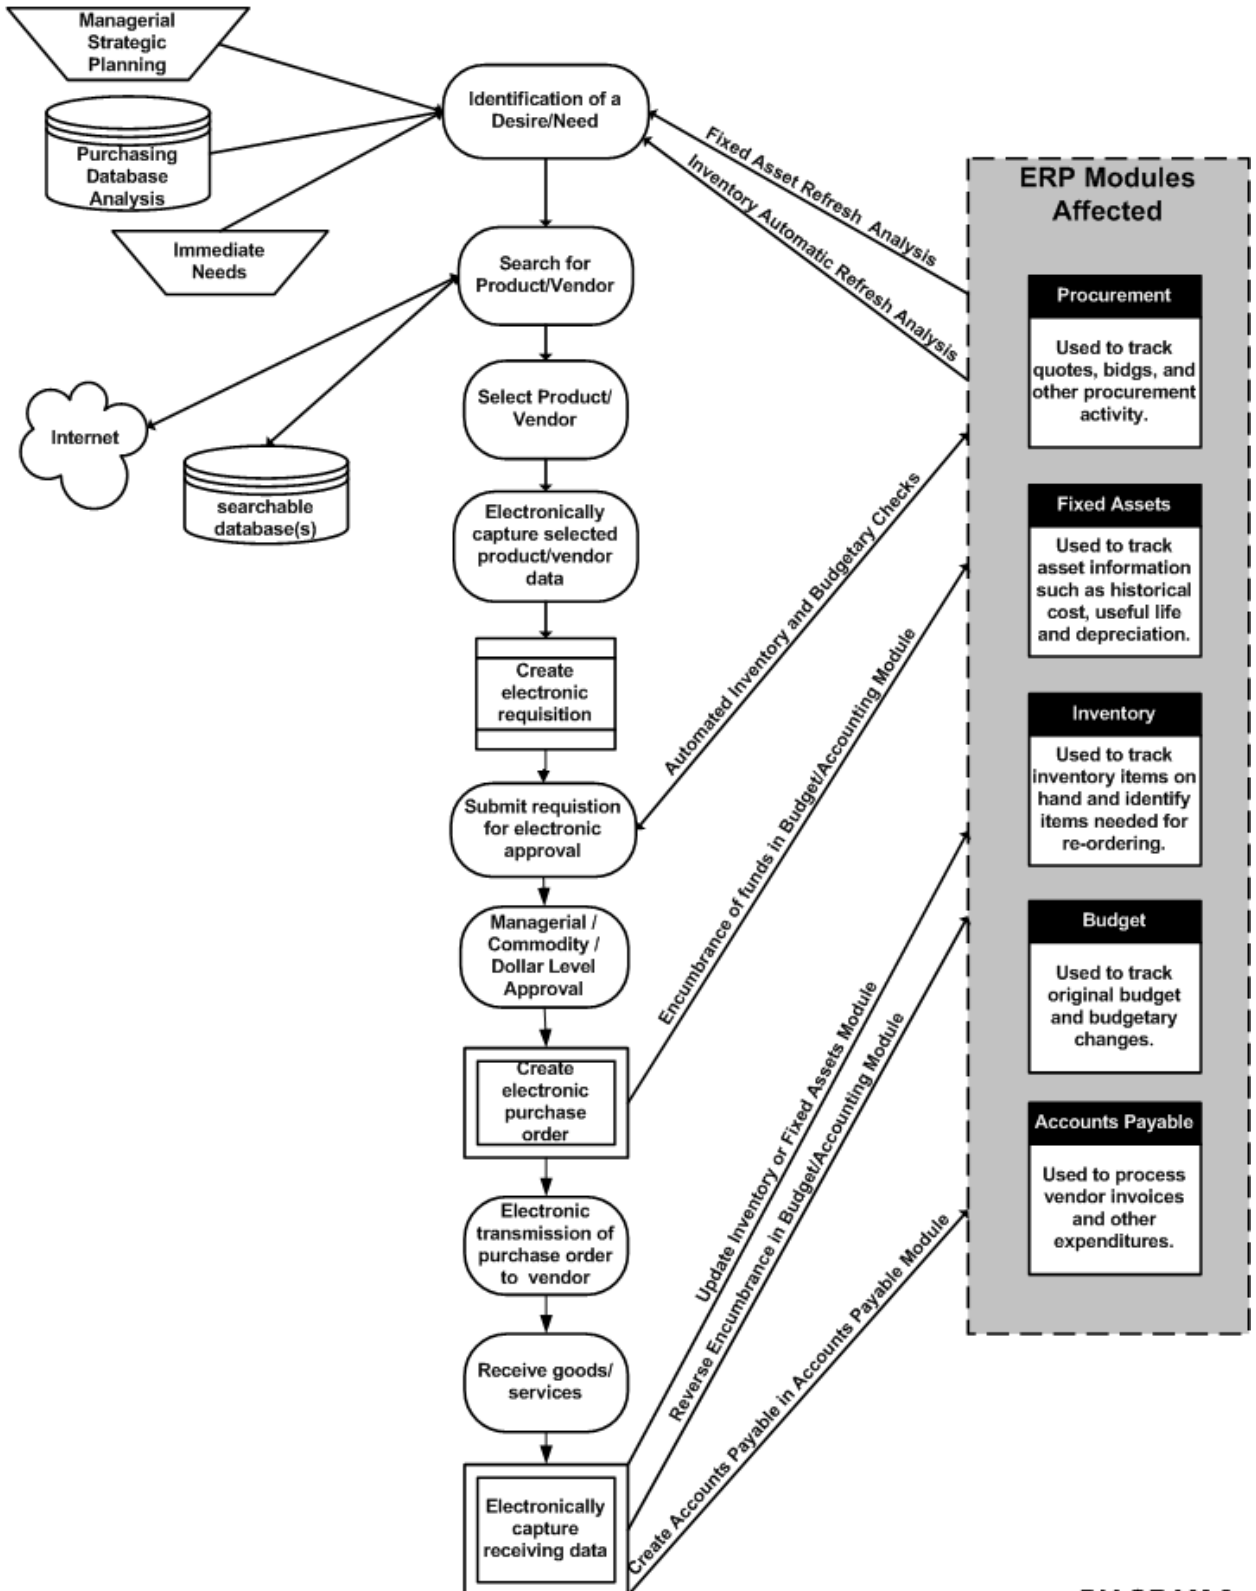 Managerial
Strategic
Planning
Purchasing
Database
Analysis
Immediate
Needs
Identification of a
Desire/Need
Search for
Product/Vendor
Internet
searchable
database(s)
Select Product/
Vendor
Electronically
capture selected
product/vendor
data
Create
electronic
requisition
Submit requistion
for electronic
approval
Managerial /
Commodity /
Dollar Level
Approval
Create
electronic
purchase
order
Electronic
transmission of
purchase order
to vendor
Receive goods/
services
Electronically
capture
receiving data
Fixed Asset Refresh Analysis
Inventory Automatic Refresh Analysis
Automated Inventory and Budgetary Checks
Encumbrance of funds in Budget/Accounting Module
Update Inventory or Fixed Assets Module
Reverse Encumbrance in Budget/Accounting Module
Create Accounts Payable in Accounts Payable Module
ERP Modules
Affected
Procurement
Used to track
quotes, bidgs, and
other procurement
activity.
Fixed Assets
Used to track
asset information
such as historical
cost, useful life
and depreciation.
Inventory
Used to track
inventory items on
hand and identify
items needed for
re-ordering.
Budget
Used to track
original budget
and budgetary
changes.
Accounts Payable
Used to process
vendor invoices
and other
expenditures.